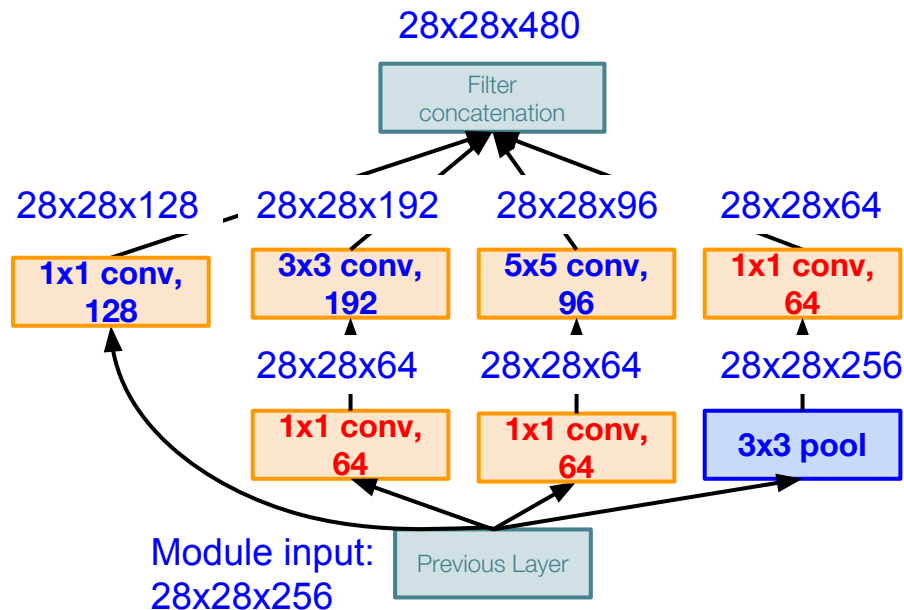 28x28x480
Filter
concatenation
28x28x128
28x28x192
28x28x96
28x28x64
1x1 conv,
128
3x3 conv,
192
5x5 conv,
96
1x1 conv,
64
28x28x64
28x28x64
28x28x256
1x1 conv,
64
1x1 conv,
64
3x3 pool
Module input:
28x28x256
Previous Layer